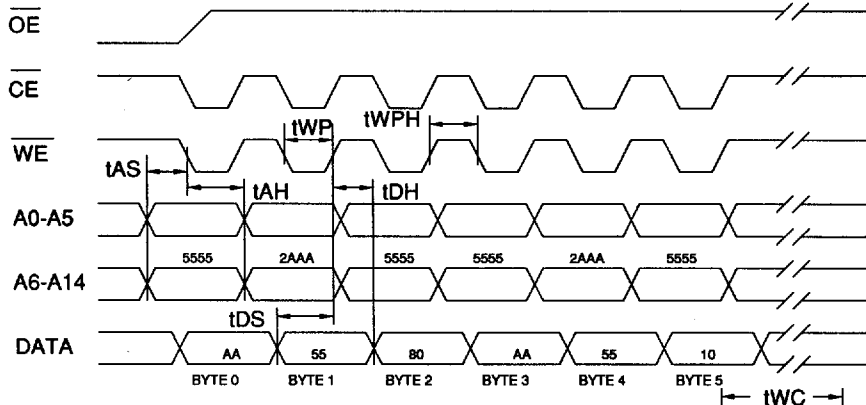 OE
CE
tWP tWPH
WE
tAS
tAH tDH
A0-A5
5555 2AAA 5555 5555 2AAA 5555
A6-A14
tDS
DATA AA 55 80 AA 55 10
BYTE 0 BYTE 1 BYTE 2 BYTE 3 BYTE 4 BYTE 5
tWC